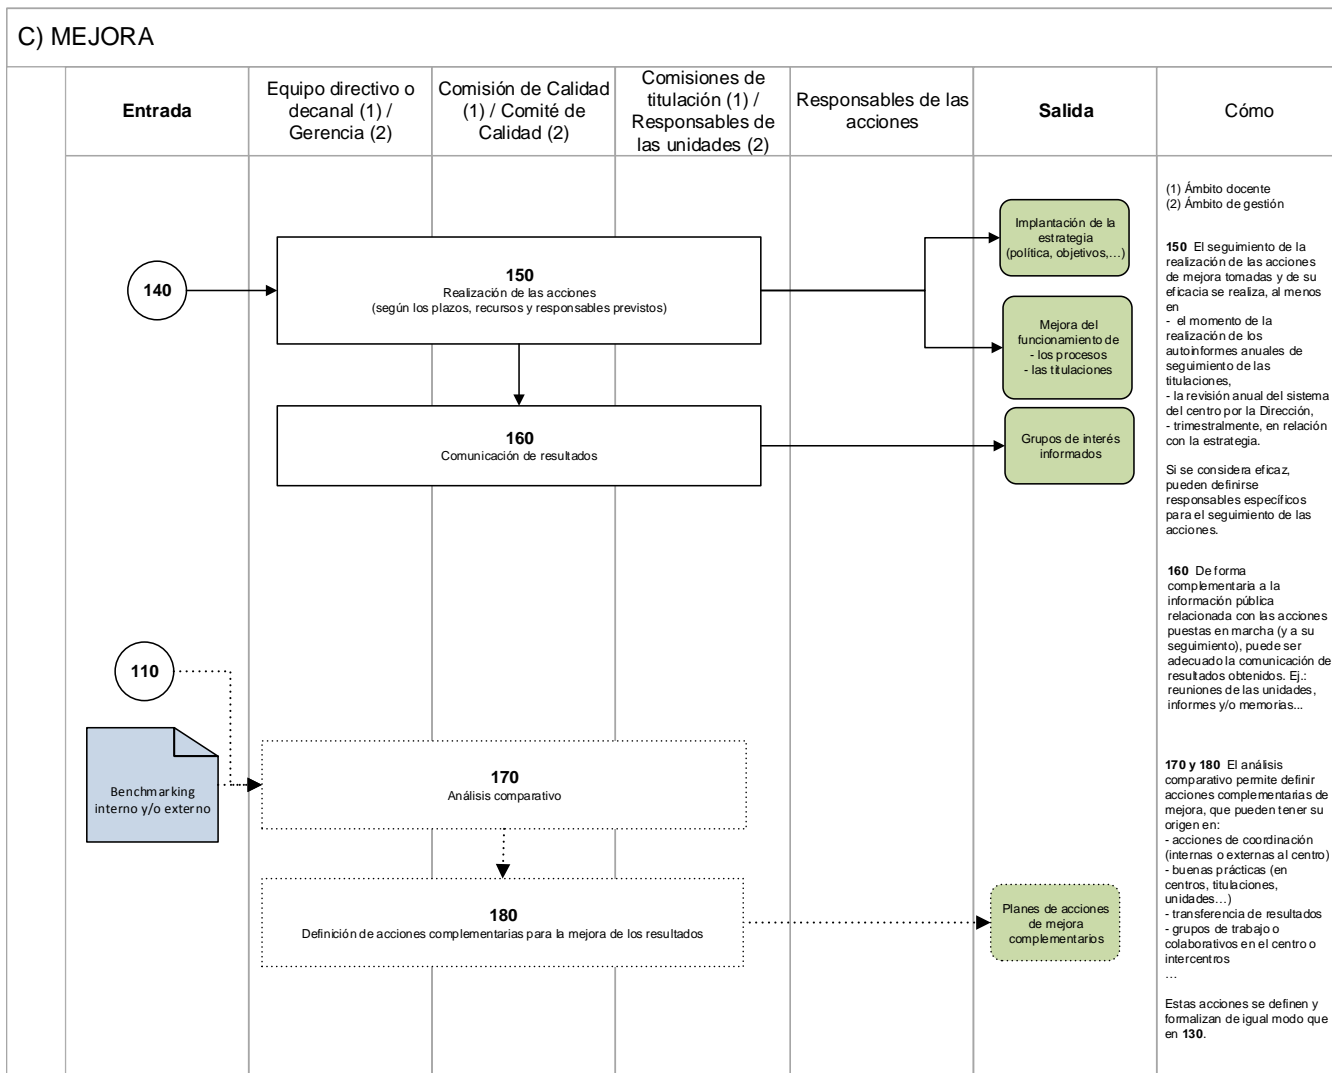 C) MEJORA
Entrada
Equipo directivo o
decanal (1) /
Gerencia (2)
Comisión de Calidad
(1) / Comité de
Calidad (2)
Comisiones de
titulación (1) /
Responsables de
las unidades (2)
Responsables de las
acciones
Salida
Cómo
140
150
Realización de las acciones
(según los plazos, recursos y responsables previstos)
160
Comunicación de resultados
Implantación de la
estrategia
(política, objetivos,…)
Mejora del
funcionamiento de
- los procesos
- las titulaciones
Grupos de interés
informados
110
Benchmarking
interno y/o externo
170
Análisis comparativo
180
Definición de acciones complementarias para la mejora de los resultados
Planes de acciones
de mejora
complementarios
(1) Ámbito docente
(2) Ámbito de gestión
150 El seguimiento de la
realización de las acciones
de mejora tomadas y de su
eficacia se realiza, al menos
en
- el momento de la
realización de los
autoinformes anuales de
seguimiento de las
titulaciones,
- la revisión anual del sistema
del centro por la Dirección,
- trimestralmente, en relación
con la estrategia.
Si se considera eficaz,
pueden definirse
responsables específicos
para el seguimiento de las
acciones.
160 De forma
complementaria a la
información pública
relacionada con las acciones
puestas en marcha (y a su
seguimiento), puede ser
adecuado la comunicación de
resultados obtenidos. Ej.:
reuniones de las unidades,
informes y/o memorias...
170 y 180 El análisis
comparativo permite definir
acciones complementarias de
mejora, que pueden tener su
origen en:
- acciones de coordinación
(internas o externas al centro)
- buenas prácticas (en
centros, titulaciones,
unidades…)
- transferencia de resultados
- grupos de trabajo o
colaborativos en el centro o
intercentros
…
Estas acciones se definen y
formalizan de igual modo que
en 130.